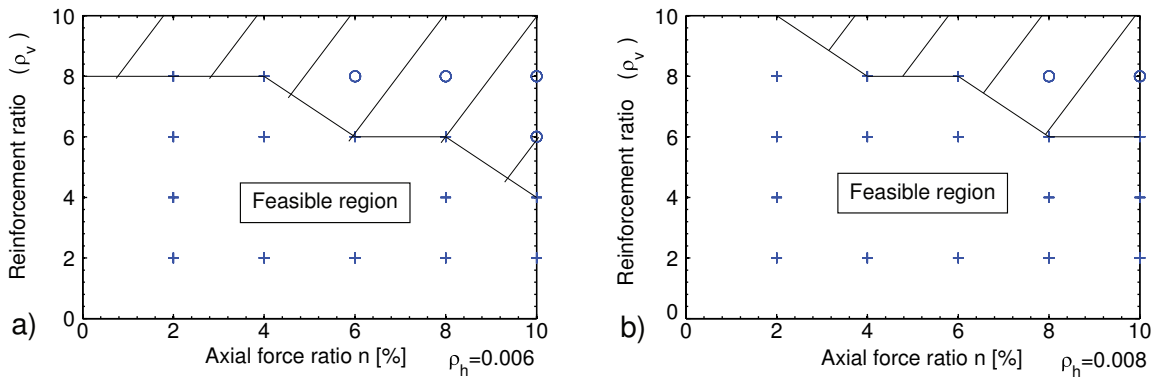 10
8
6
4
2
0
Reinforcement ratio (ρv)
Feasible region
0 2 4 6 8 10
Axial force ratio n [%]
ρh=0.006
a)
10
8
6
4
2
0
Reinforcement ratio (ρv)
Feasible region
0 2 4 6 8 10
Axial force ratio n [%]
ρh=0.008
b)